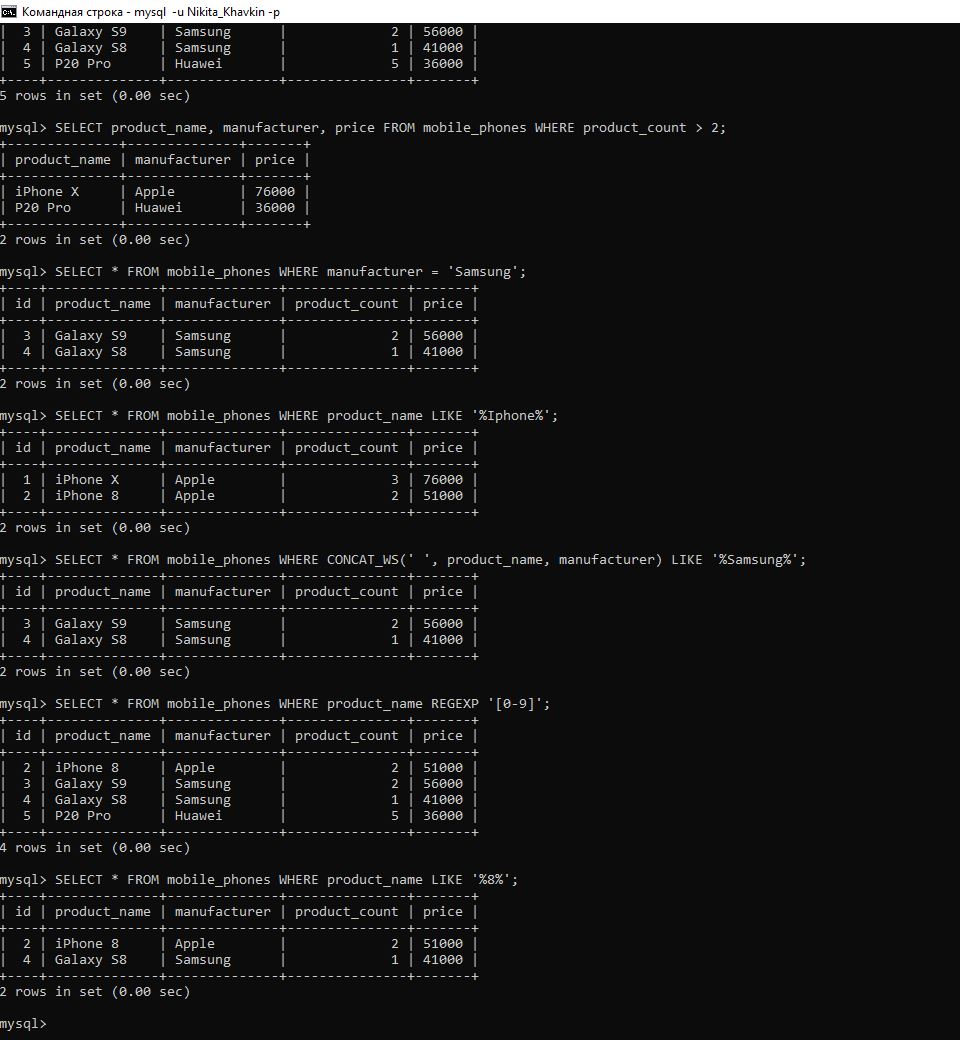 Командная строка - mysql -u Nikita_Khavkin -p
| 3 | Galaxy S9 | Samsung | 2 | 56000 |
| 4 | Galaxy S8 | Samsung | 1 | 41000 |
| 5 | P20 Pro | Huawei | 5 | 36000 |
+----+--------------+--------------+---------------+-------+
5 rows in set (0.00 sec)
mysql> SELECT product_name, manufacturer, price FROM mobile_phones WHERE product_count > 2;
+--------------+--------------+-------+
| product_name | manufacturer | price |
+--------------+--------------+-------+
| iPhone X | Apple | 76000 |
| P20 Pro | Huawei | 36000 |
+--------------+--------------+-------+
2 rows in set (0.00 sec)
mysql> SELECT * FROM mobile_phones WHERE manufacturer = 'Samsung';
+----+--------------+--------------+---------------+-------+
| id | product_name | manufacturer | product_count | price |
+----+--------------+--------------+---------------+-------+
| 3 | Galaxy S9 | Samsung | 2 | 56000 |
| 4 | Galaxy S8 | Samsung | 1 | 41000 |
+----+--------------+--------------+---------------+-------+
2 rows in set (0.00 sec)
mysql> SELECT * FROM mobile_phones WHERE product_name LIKE '%Iphone%';
+----+--------------+--------------+---------------+-------+
| id | product_name | manufacturer | product_count | price |
+----+--------------+--------------+---------------+-------+
| 1 | iPhone X | Apple | 3 | 76000 |
| 2 | iPhone 8 | Apple | 2 | 51000 |
+----+--------------+--------------+---------------+-------+
2 rows in set (0.00 sec)
mysql> SELECT * FROM mobile_phones WHERE CONCAT_WS(' ', product_name, manufacturer) LIKE '%Samsung%';
+----+--------------+--------------+---------------+-------+
| id | product_name | manufacturer | product_count | price |
+----+--------------+--------------+---------------+-------+
| 3 | Galaxy S9 | Samsung | 2 | 56000 |
| 4 | Galaxy S8 | Samsung | 1 | 41000 |
+----+--------------+--------------+---------------+-------+
2 rows in set (0.00 sec)
mysql> SELECT * FROM mobile_phones WHERE product_name REGEXP '[0-9]';
+----+--------------+--------------+---------------+-------+
| id | product_name | manufacturer | product_count | price |
+----+--------------+--------------+---------------+-------+
| 2 | iPhone 8 | Apple | 2 | 51000 |
| 3 | Galaxy S9 | Samsung | 2 | 56000 |
| 4 | Galaxy S8 | Samsung | 1 | 41000 |
| 5 | P20 Pro | Huawei | 5 | 36000 |
+----+--------------+--------------+---------------+-------+
4 rows in set (0.00 sec)
mysql> SELECT * FROM mobile_phones WHERE product_name LIKE '%8%';
+----+--------------+--------------+---------------+-------+
| id | product_name | manufacturer | product_count | price |
+----+--------------+--------------+---------------+-------+
| 2 | iPhone 8 | Apple | 2 | 51000 |
| 4 | Galaxy S8 | Samsung | 1 | 41000 |
+----+--------------+--------------+---------------+-------+
2 rows in set (0.00 sec)
mysql>